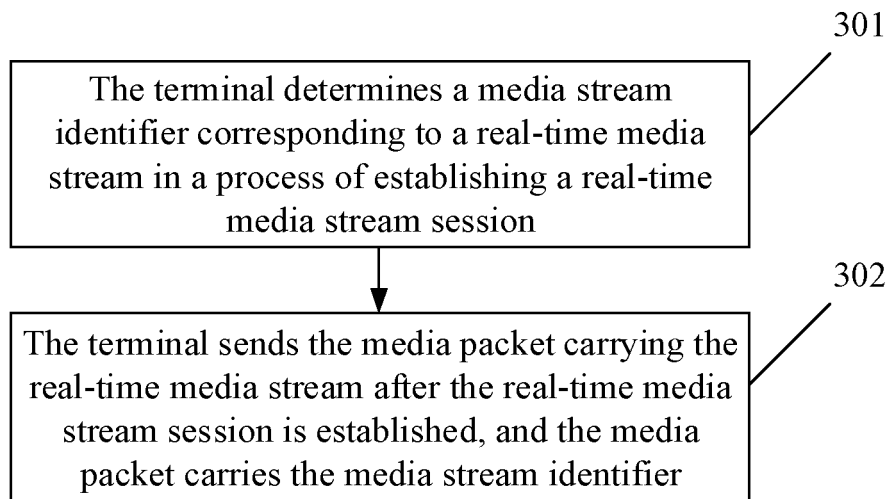 301
The terminal determines a media stream
identifier corresponding to a real-time media
stream in a process of establishing a real-time
media stream session
302
The terminal sends the media packet carrying the
real-time media stream after the real-time media
stream session is established, and the media
packet carries the media stream identifier